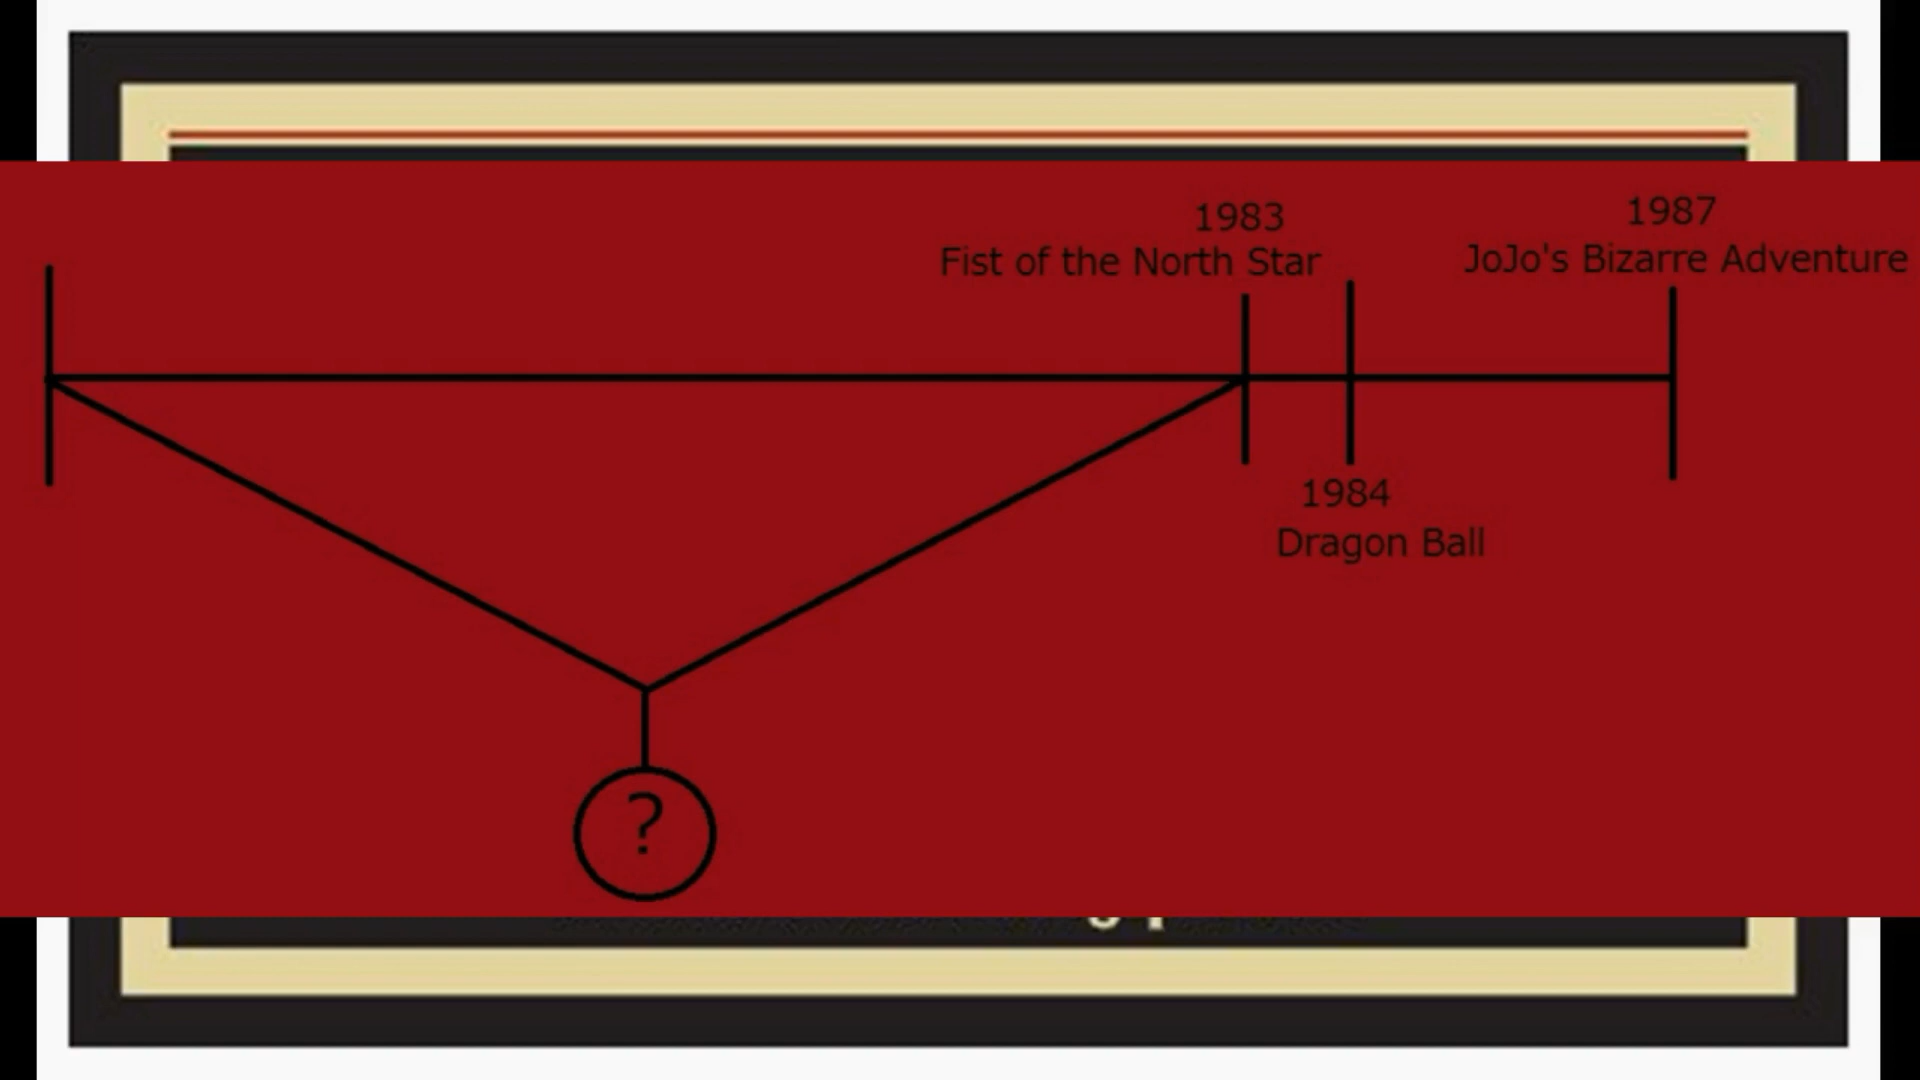 1983
Fist of the North Star
1987
JoJo's Bizarre Adventure
1984
Dragon Ball
?